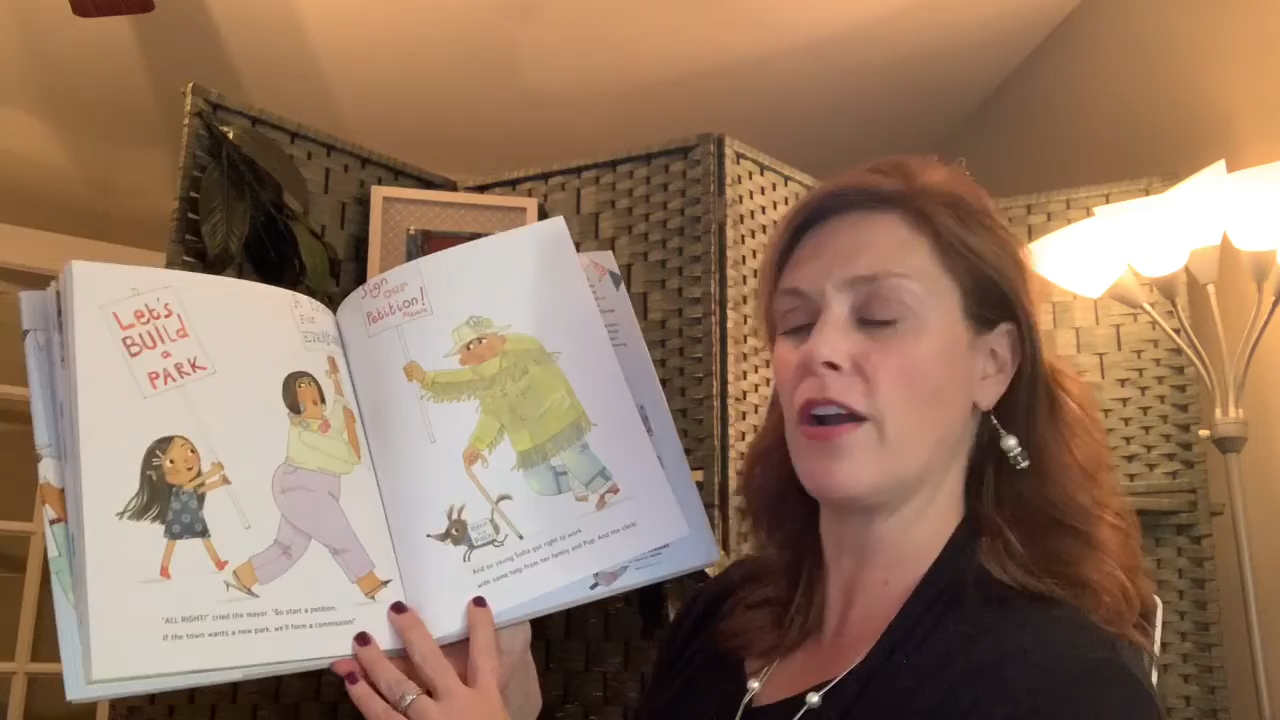 Let's
BUILD
a
PARK
A
For
Sign
our
Petition!
"ALL RIGHT!" cried the mayor. "Go start a petition.
If the town wants a new park, we'll form a commission!"
And so young Sofia got right to work
with some help from her family and Pup. And the clerk!